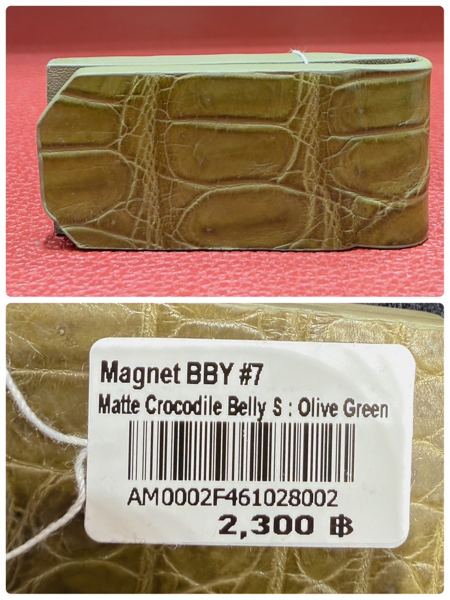 Magnet BBY #7
Matte Crocodile Belly S : Olive Green
AM0002F461028002
2,300 ฿